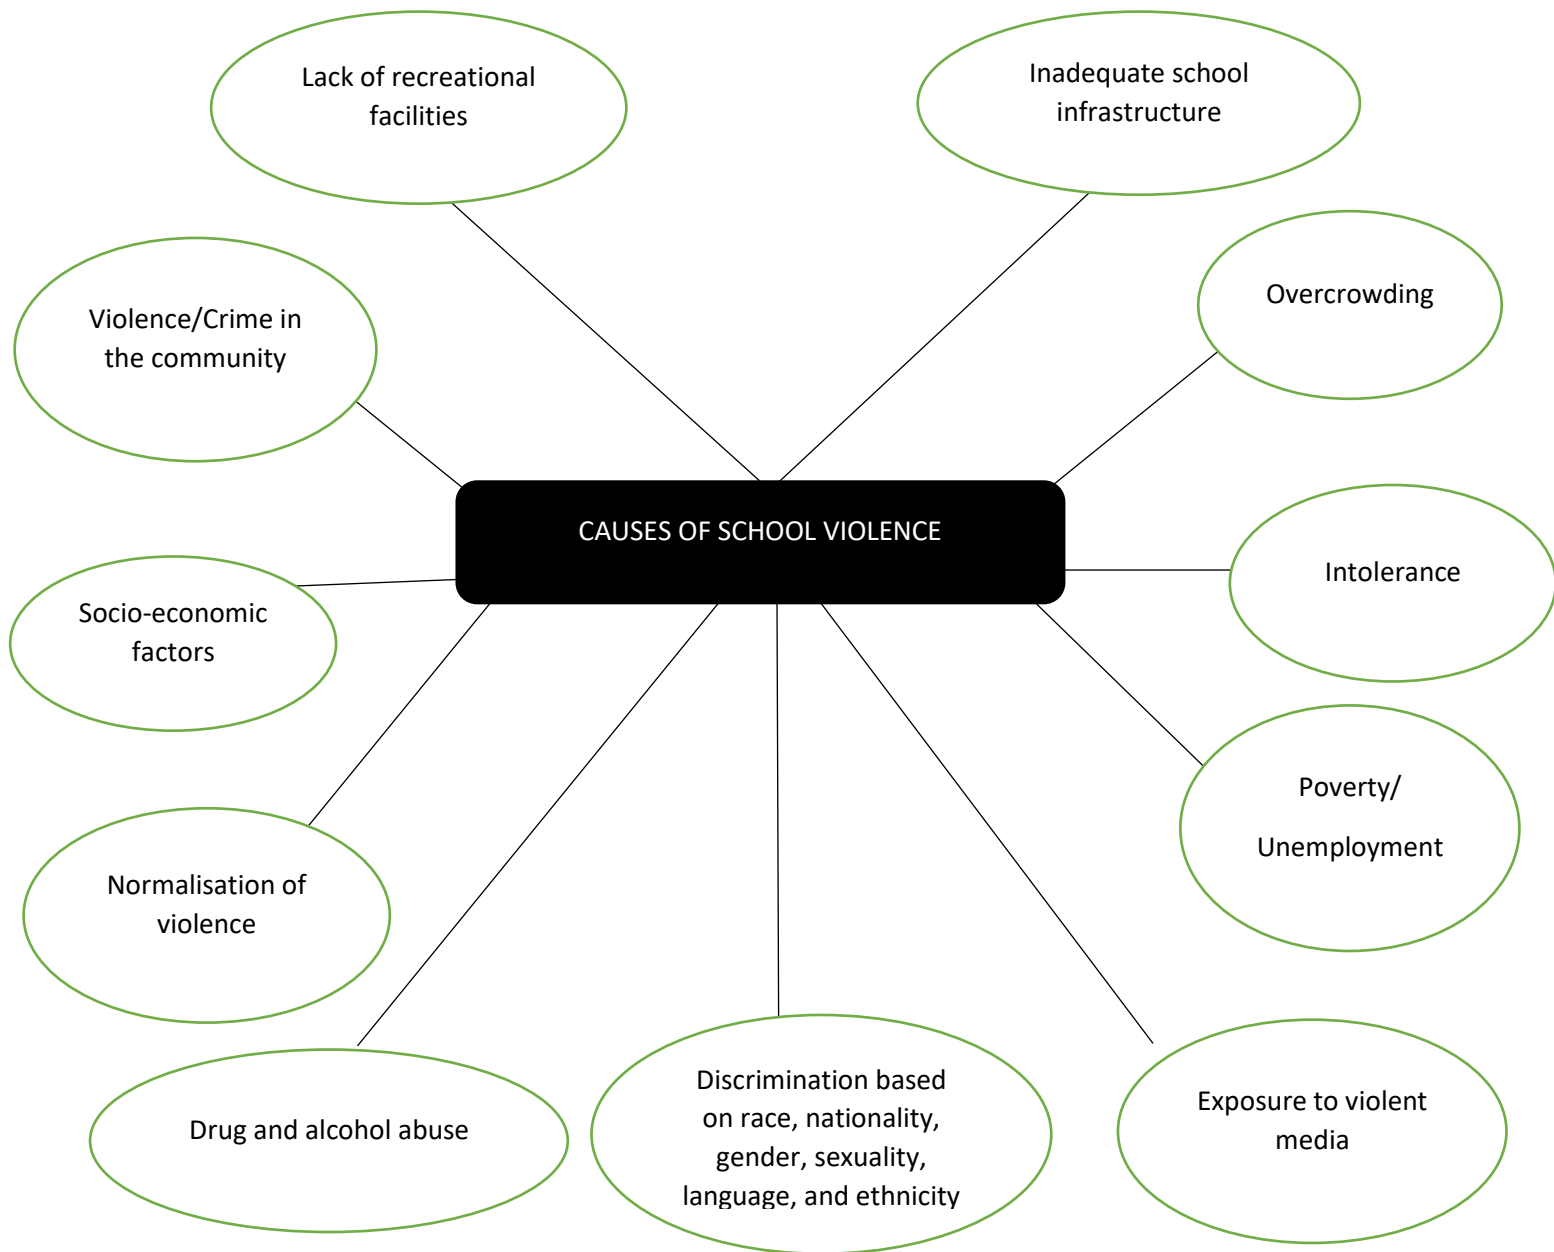 Lack of recreational
facilities
Inadequate school
infrastructure
Violence/Crime in
the community
Overcrowding
CAUSES OF SCHOOL VIOLENCE
Intolerance
Socio-economic
factors
Poverty/
Unemployment
Normalisation of
violence
Drug and alcohol abuse
Discrimination based
on race, nationality,
gender, sexuality,
language, and ethnicity
Exposure to violent
media